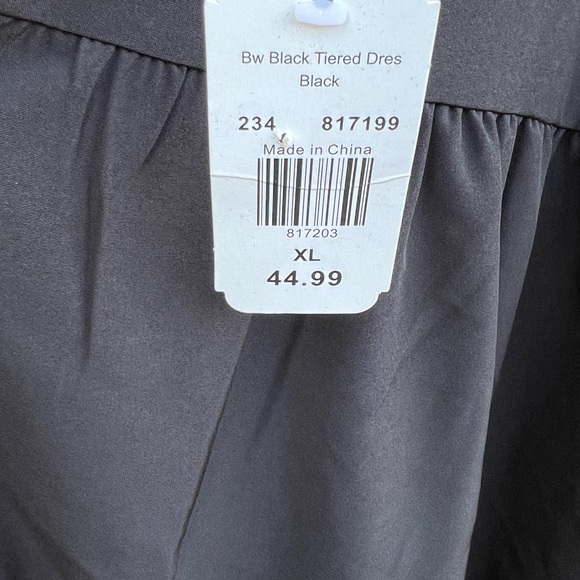 Bw Black Tiered Dres
Black
234 817199
Made in China
817203
XL
44.99